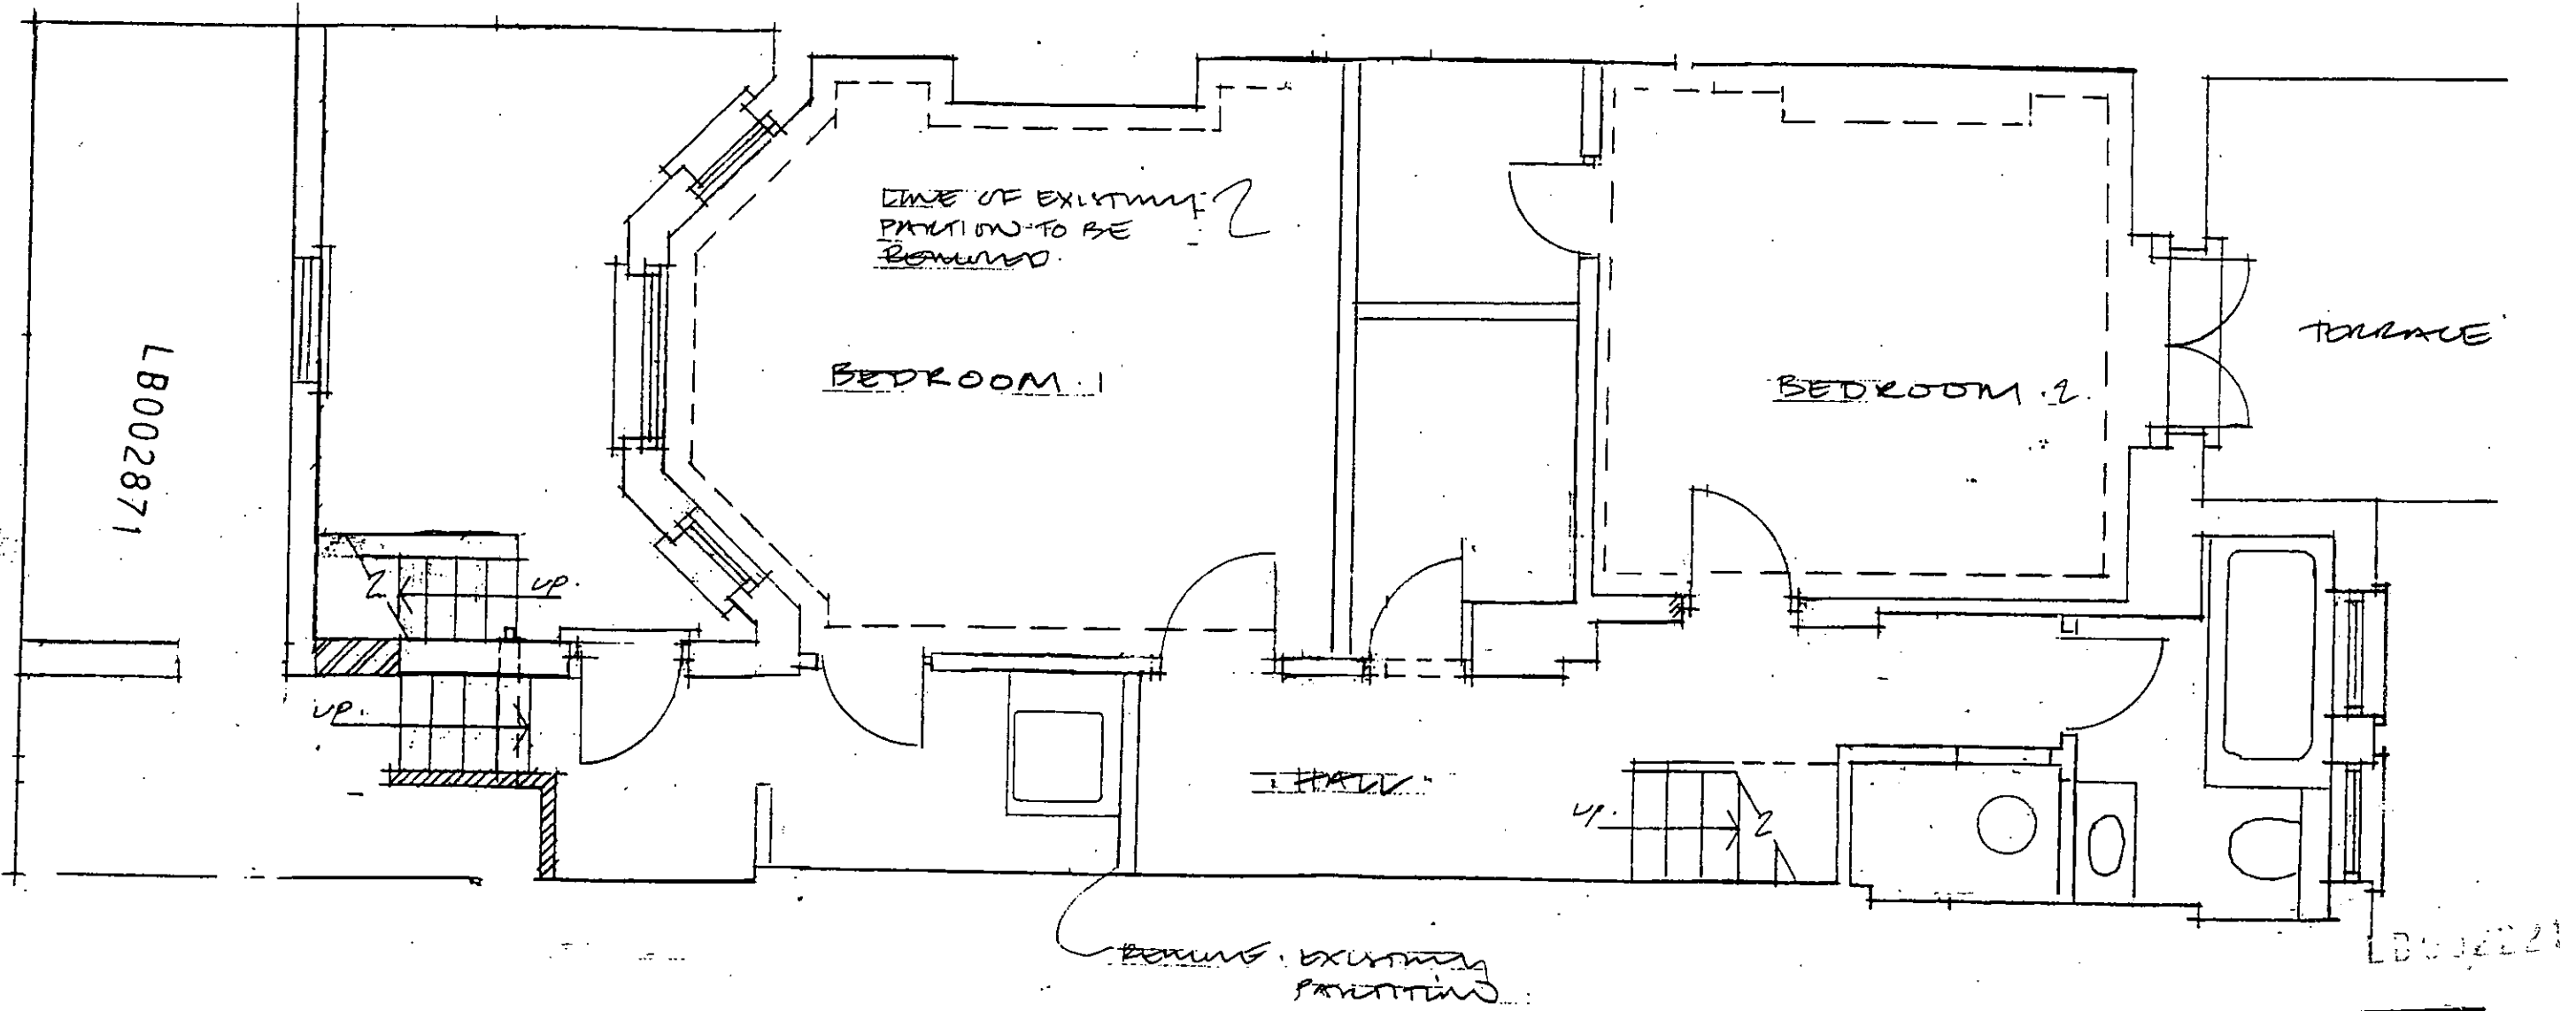 LINE OF EXISTING
PARTION TO BE
REMOVED.
BEDROOM.1
BEDROOM.2.
TERRACE
LB002871
UP.
UP.
HALL
UP.
REMOVE. EXISTING
PARTITION